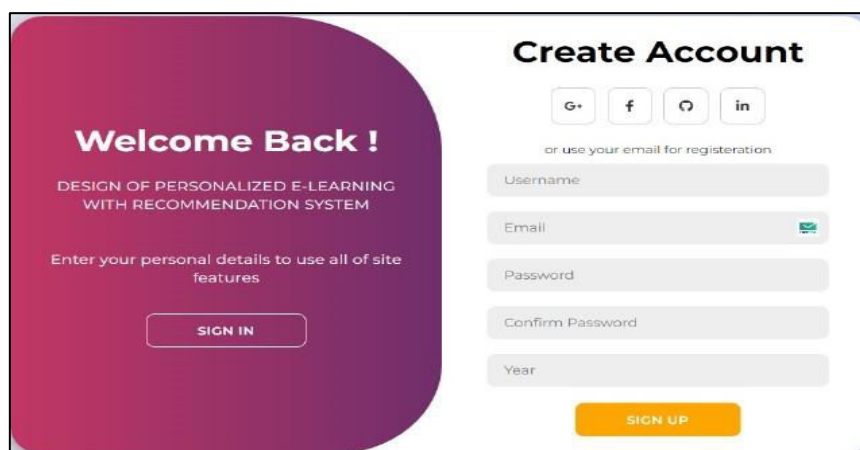 Welcome Back !
DESIGN OF PERSONALIZED E-LEARNING
WITH RECOMMENDATION SYSTEM
Enter your personal details to use all of site
features
SIGN IN
Create Account
G+ f in
or use your email for registeration
Username
Email
Password
Confirm Password
Year
SIGN UP